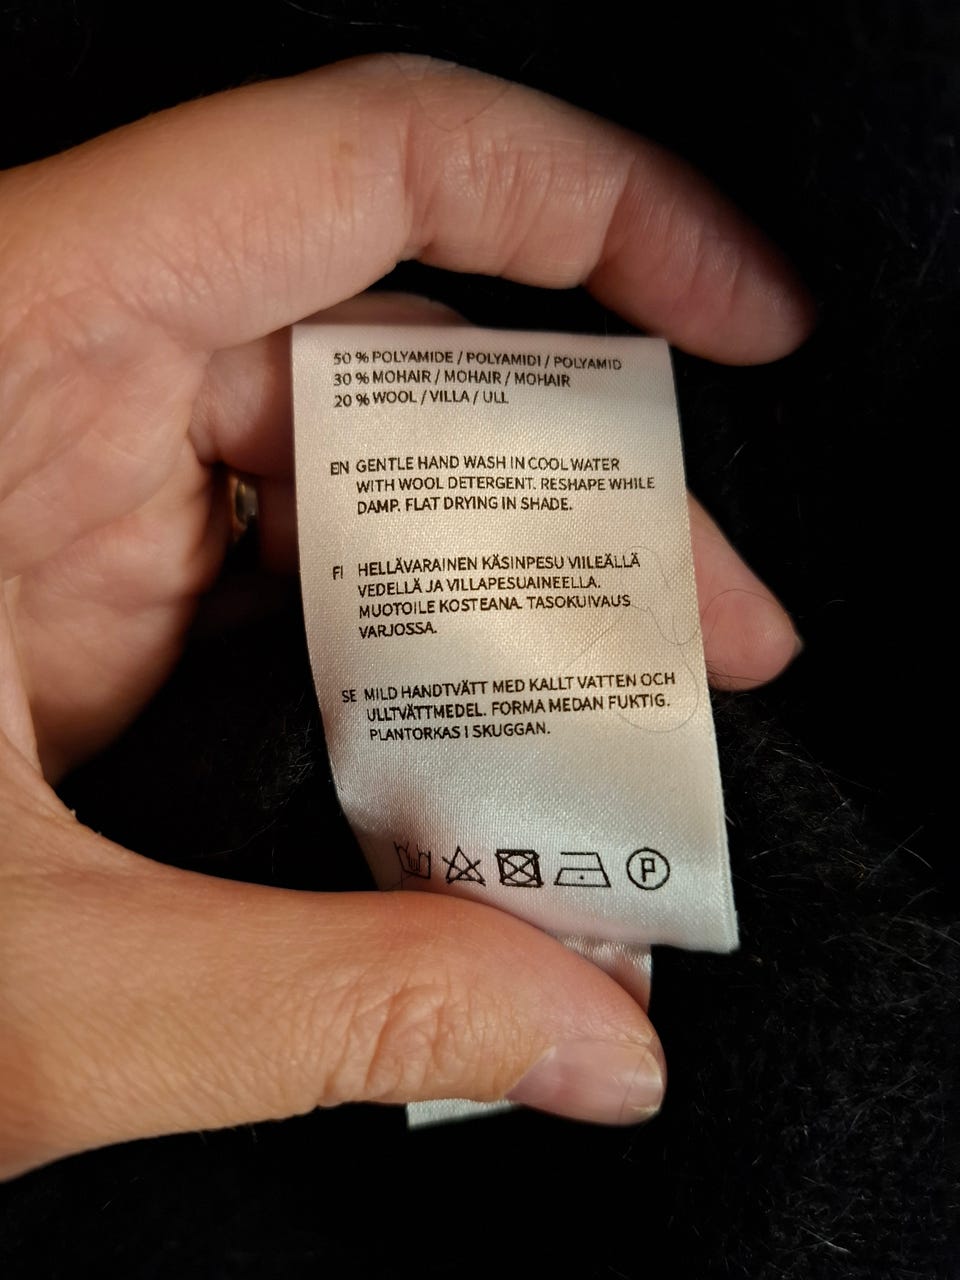 50 % POLYAMIDE / POLYAMIDI / POLYAMID
30 % MOHAIR / MOHAIR / MOHAIR
20 % WOOL / VILLA / ULL
EN GENTLE HAND WASH IN COOL WATER
WITH WOOL DETERGENT. RESHAPE WHILE
DAMP. FLAT DRYING IN SHADE.
FI HELLÄVARAINEN KÄSINPESU VIILEÄLLÄ
VEDELLÄ JA VILLAPESUAINEELLA.
MUOTOILE KOSTEANA. TASOKUIVAUS
VARJOSSA.
SE MILD HANDTVÄTT MED KALLT VATTEN OCH
ULLTVÄTTMEDEL. FORMA MEDAN FUKTIG.
PLANTORKAS I SKUGGAN.
P